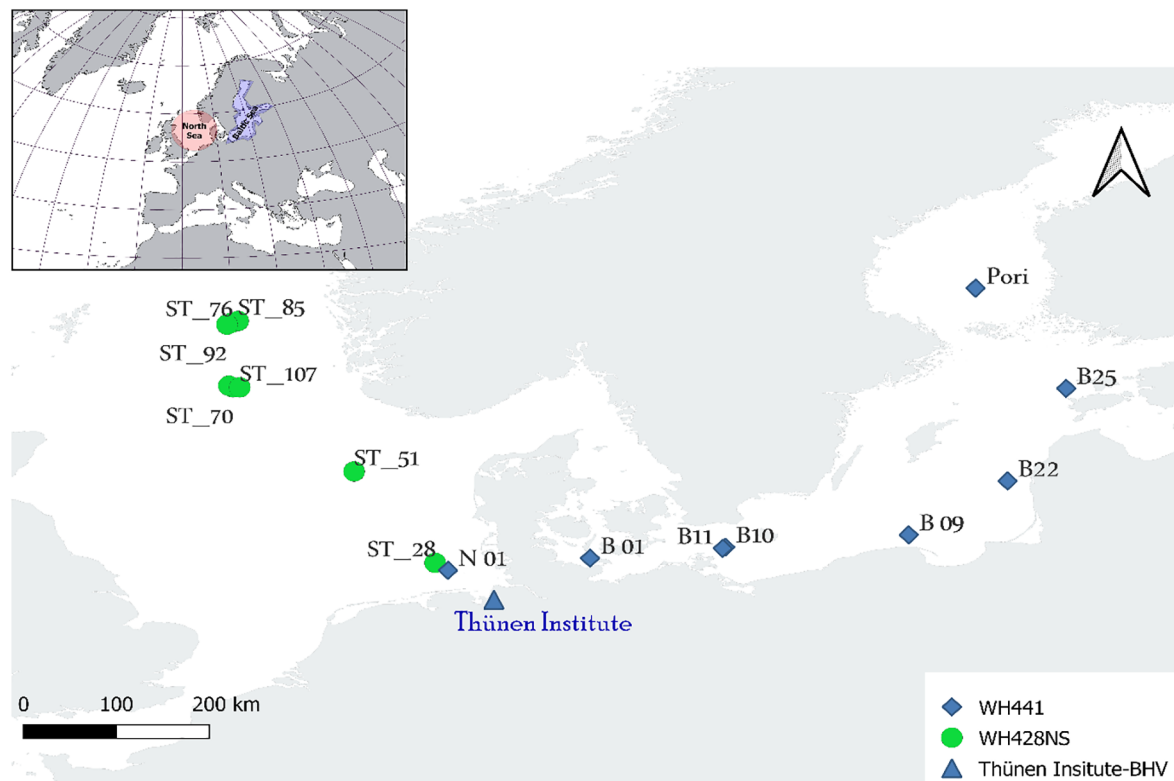 North
Sea
Baltic Sea
Pori
ST_76
ST_85
ST_92
ST_107
B25
ST_70
ST_51
B22
B 09
B11
B10
ST_28
N 01
B 01
Thünen Institute
0 100 200 km
WH441
WH428NS
Thünen Insitute-BHV